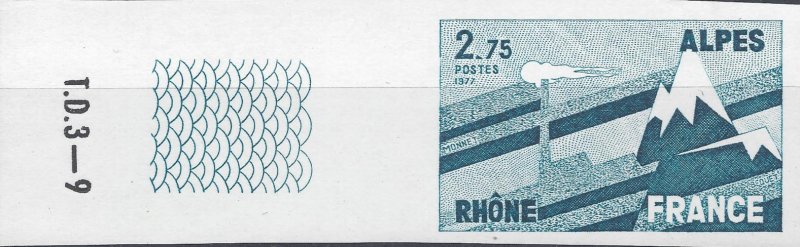 T.D.3—9
2.75
POSTES
1977
ALPES
MONNET
RHÔNE
FRANCE